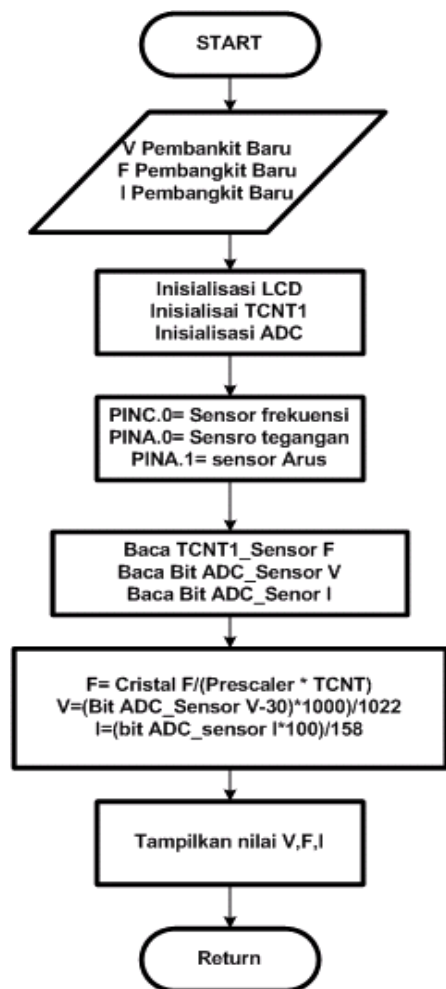 START
V Pembankit Baru
F Pembangkit Baru
I Pembangkit Baru
Inisialisasi LCD
Inisialisai TCNT1
Inisialisasi ADC
PINC.0= Sensor frekuensi
PINA.0= Sensro tegangan
PINA.1= sensor Arus
Baca TCNT1_Sensor F
Baca Bit ADC_Sensor V
Baca Bit ADC_Senor I
F= Cristal F/(Prescaler * TCNT)
V=(Bit ADC_Sensor V-30)*1000)/1022
I=(bit ADC_sensor I*100)/158
Tampilkan nilai V,F,I
Return